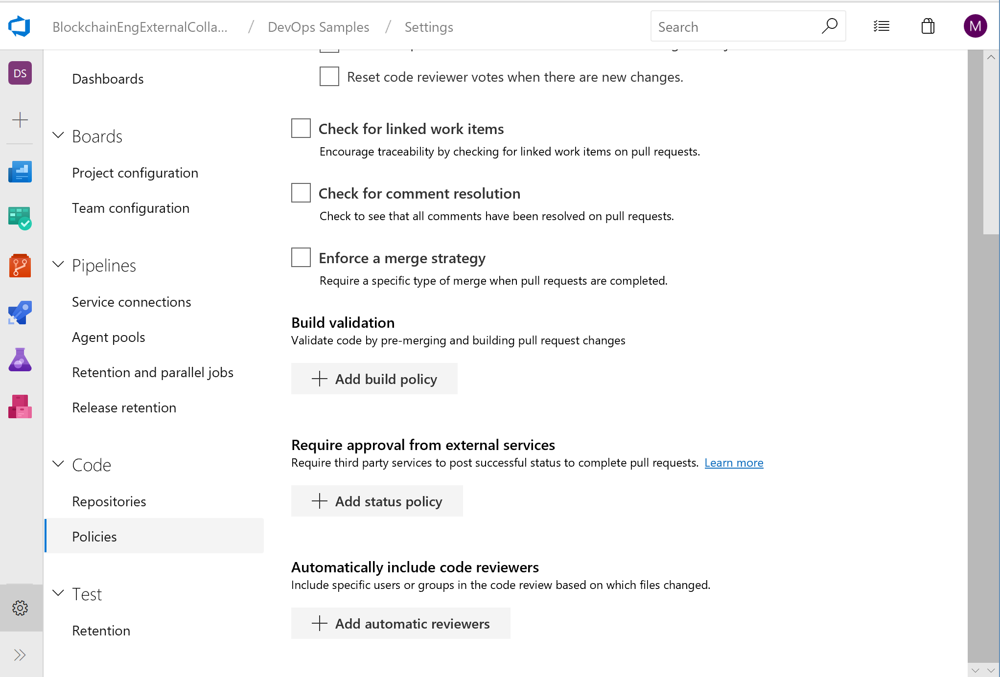 BlockchainEngExternalColla... / DevOps Samples / Settings
Search
M
DS
Dashboards
Boards
Project configuration
Team configuration
Pipelines
Service connections
Agent pools
Retention and parallel jobs
Release retention
Code
Repositories
Policies
Test
Retention
Reset code reviewer votes when there are new changes.
Check for linked work items
Encourage traceability by checking for linked work items on pull requests.
Check for comment resolution
Check to see that all comments have been resolved on pull requests.
Enforce a merge strategy
Require a specific type of merge when pull requests are completed.
Build validation
Validate code by pre-merging and building pull request changes
Add build policy
Require approval from external services
Require third party services to post successful status to complete pull requests. Learn more
Add status policy
Automatically include code reviewers
Include specific users or groups in the code review based on which files changed.
Add automatic reviewers